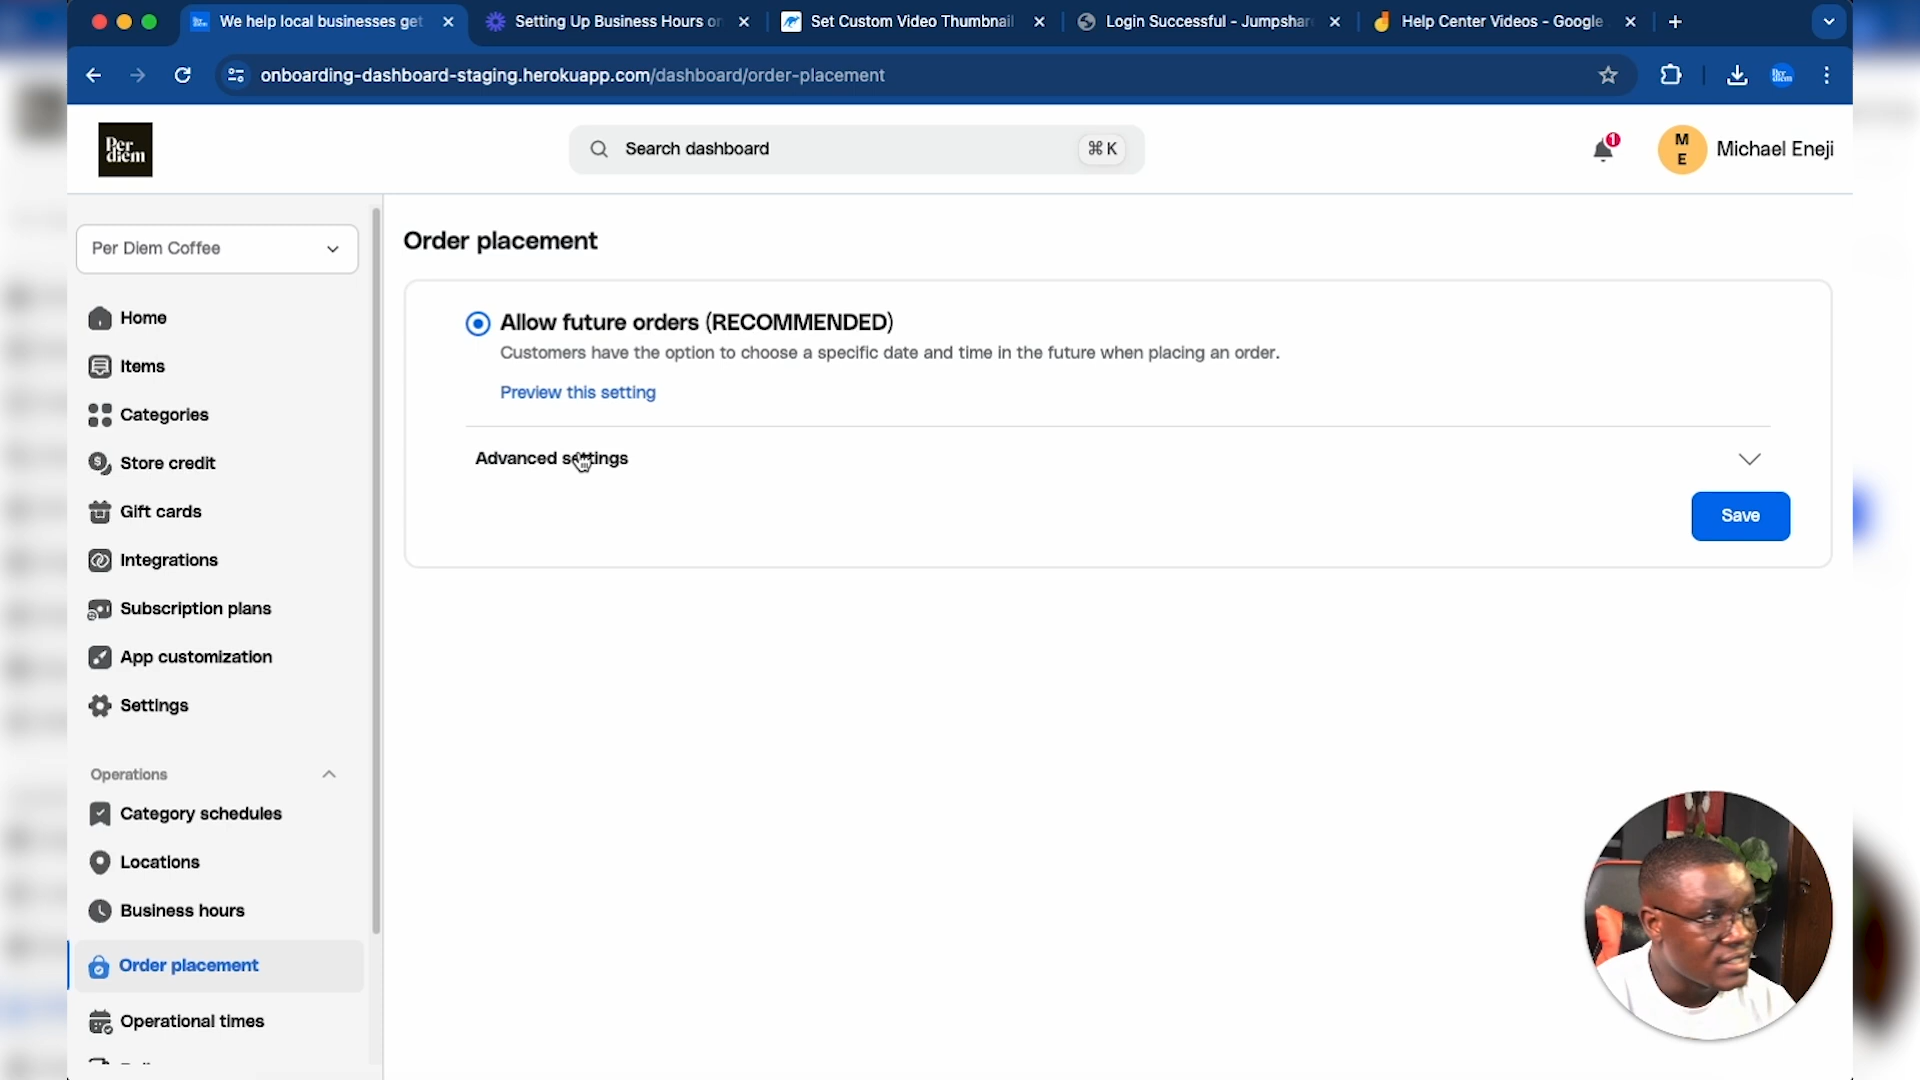 We help local businesses get
Setting Up Business Hours on
Set Custom Video Thumbnail
Login Successful - Jumpshar
Help Center Videos - Google
onboarding-dashboard-staging.herokuapp.com/dashboard/order-placement
Per diem
Per
diem
Search dashboard
⌘ K
1
M
E
Michael Eneji
Per Diem Coffee
Home
Items
Categories
Store credit
Gift cards
Integrations
Subscription plans
App customization
Settings
Operations
Category schedules
Locations
Business hours
Order placement
Operational times
Order placement
Allow future orders (RECOMMENDED)
Customers have the option to choose a specific date and time in the future when placing an order.
Preview this setting
Advanced settings
Save